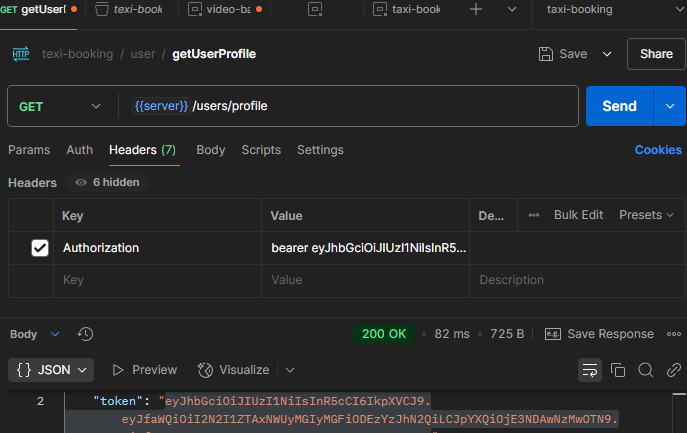 GET getUser texi-book video-ba taxi-book texi-booking
HTTP texi-booking / user / getUserProfile Save Share
GET {{server}} /users/profile Send
Params Auth Headers (7) Body Scripts Settings Cookies
Headers 6 hidden
Key Value De... Bulk Edit Presets
Authorization bearer eyJhbGciOiJIUzI1NiIsInR5...
Key Value Description
Body 200 OK • 82 ms • 725 B e.g. Save Response
{ } JSON Preview Visualize
2 "token": "eyJhbGciOiJIUzI1NiIsInR5cCI6IkpXVCJ9.
eyJfaWQiOiI2N2I1ZTAxNWUyMGIyMGFiODEzYzJhN2QiLCJpYXQiOjE3NDAwNzMwOTN9.